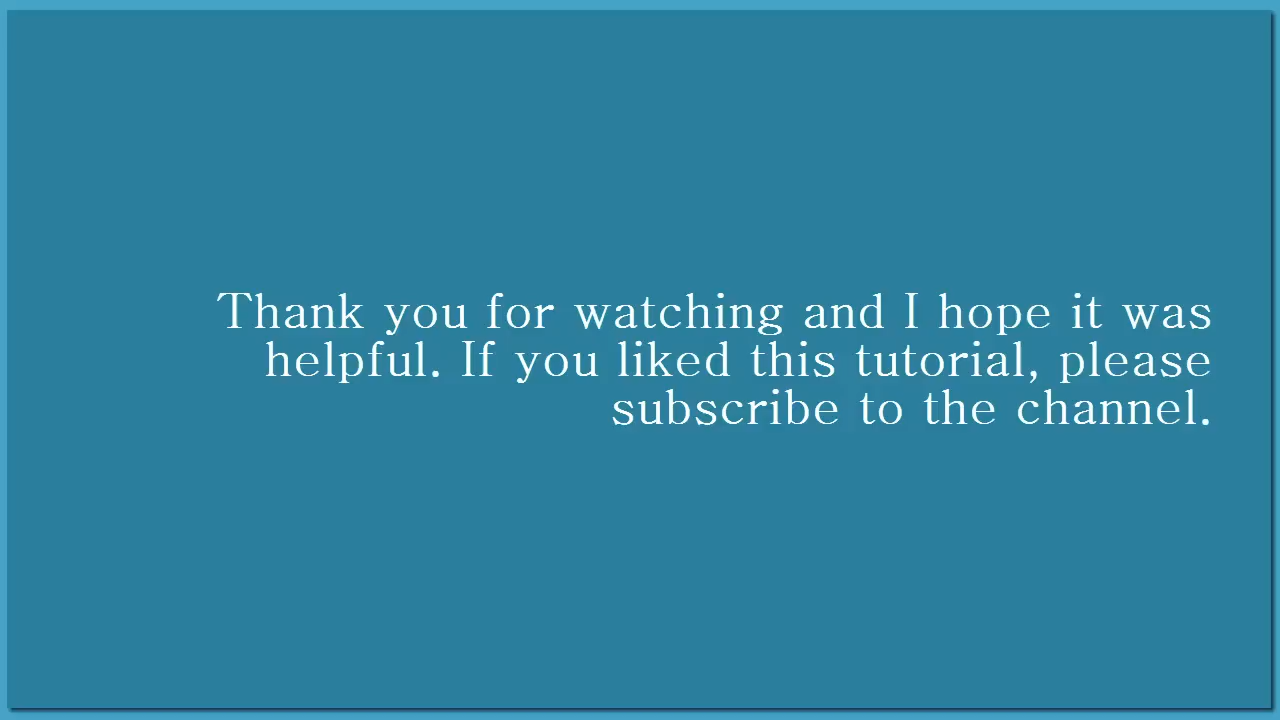 Thank you for watching and I hope it was
helpful. If you liked this tutorial, please
subscribe to the channel.